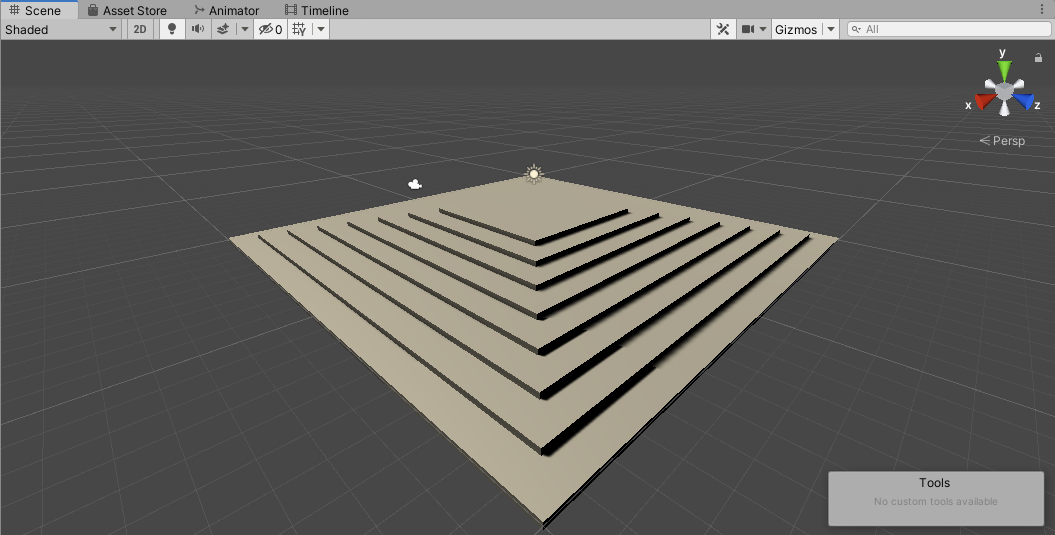 Scene Asset Store Animator Timeline
Shaded 2D 0 Gizmos All
y
x z
Persp
Tools
No custom tools available